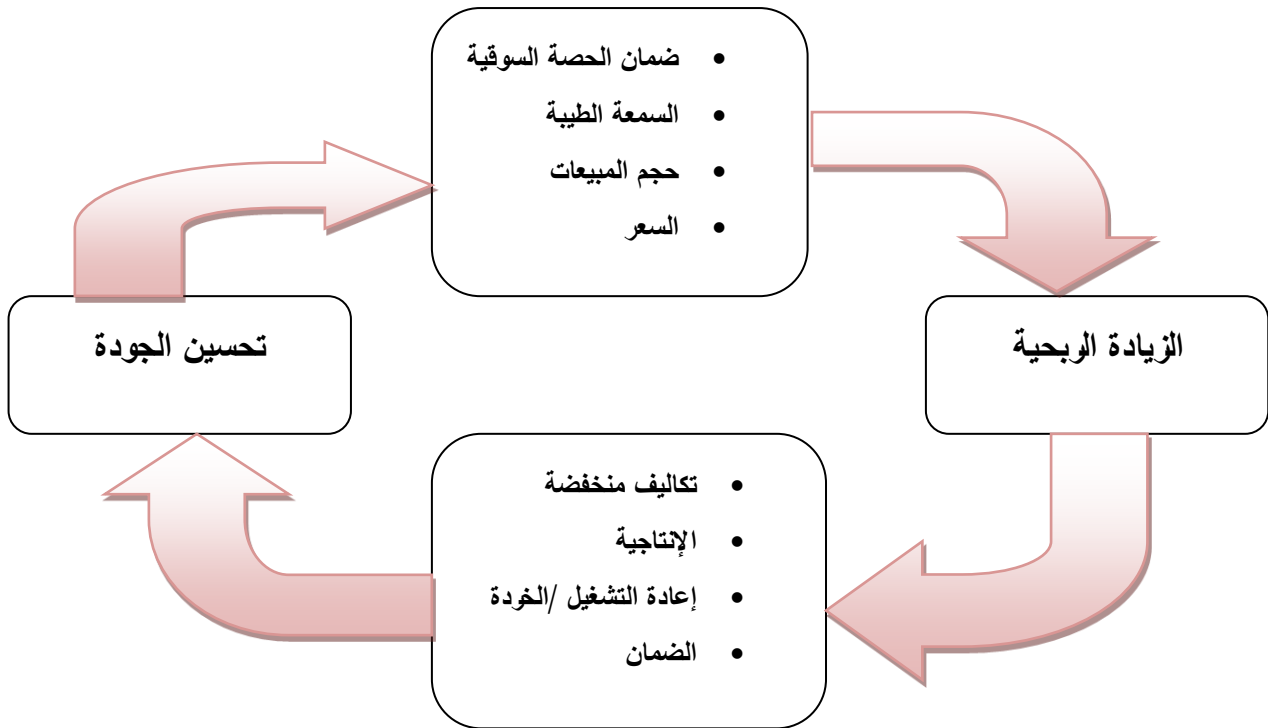 • ضمان الحصة السوقية
• السمعة الطيبة
• حجم المبيعات
• السعر
الزيادة الربحية
تحسين الجودة
• تكاليف منخفضة
• الإنتاجية
• إعادة التشغيل /الخردة
• الضمان